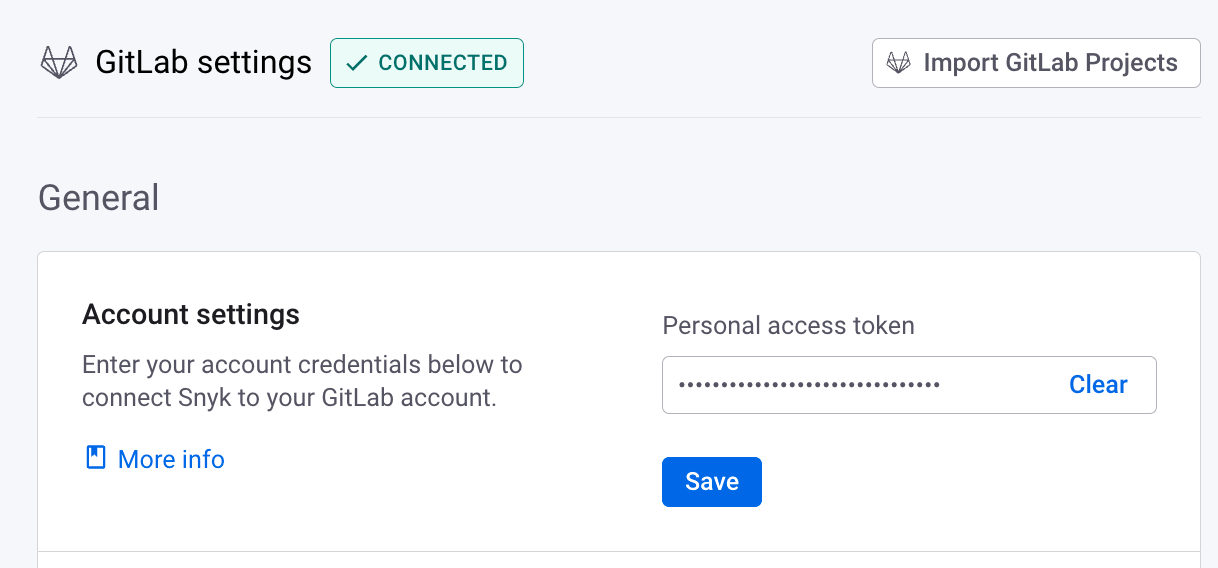 GitLab settings
CONNECTED
Import GitLab Projects
General
Account settings
Enter your account credentials below to
connect Snyk to your GitLab account.
More info
Personal access token
•••••••••••••••••••••••••••••••
Clear
Save